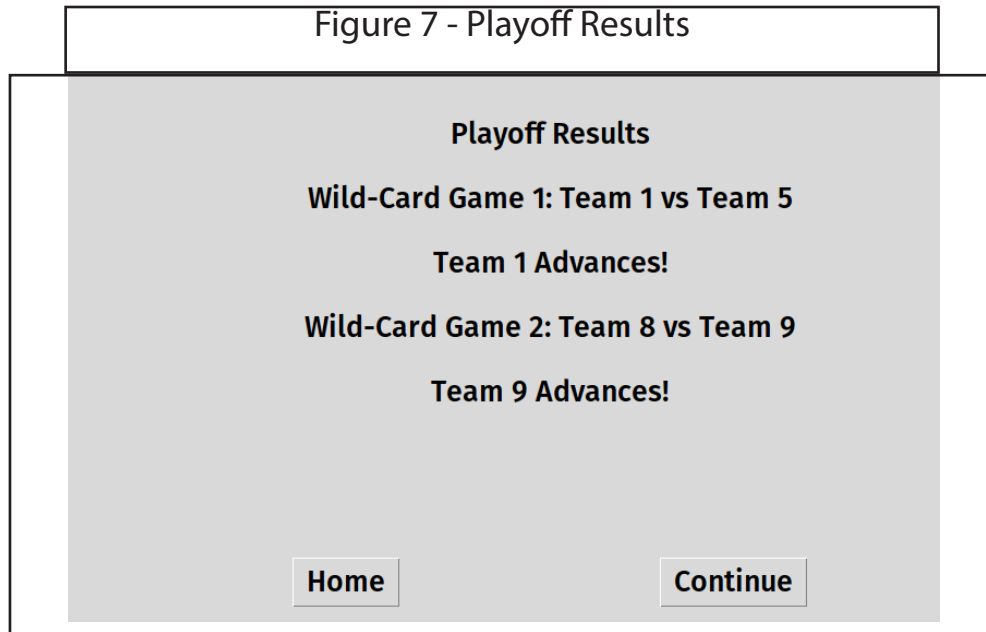 Figure 7 - Playoff Results
Playoff Results
Wild-Card Game 1: Team 1 vs Team 5
Team 1 Advances!
Wild-Card Game 2: Team 8 vs Team 9
Team 9 Advances!
Home
Continue